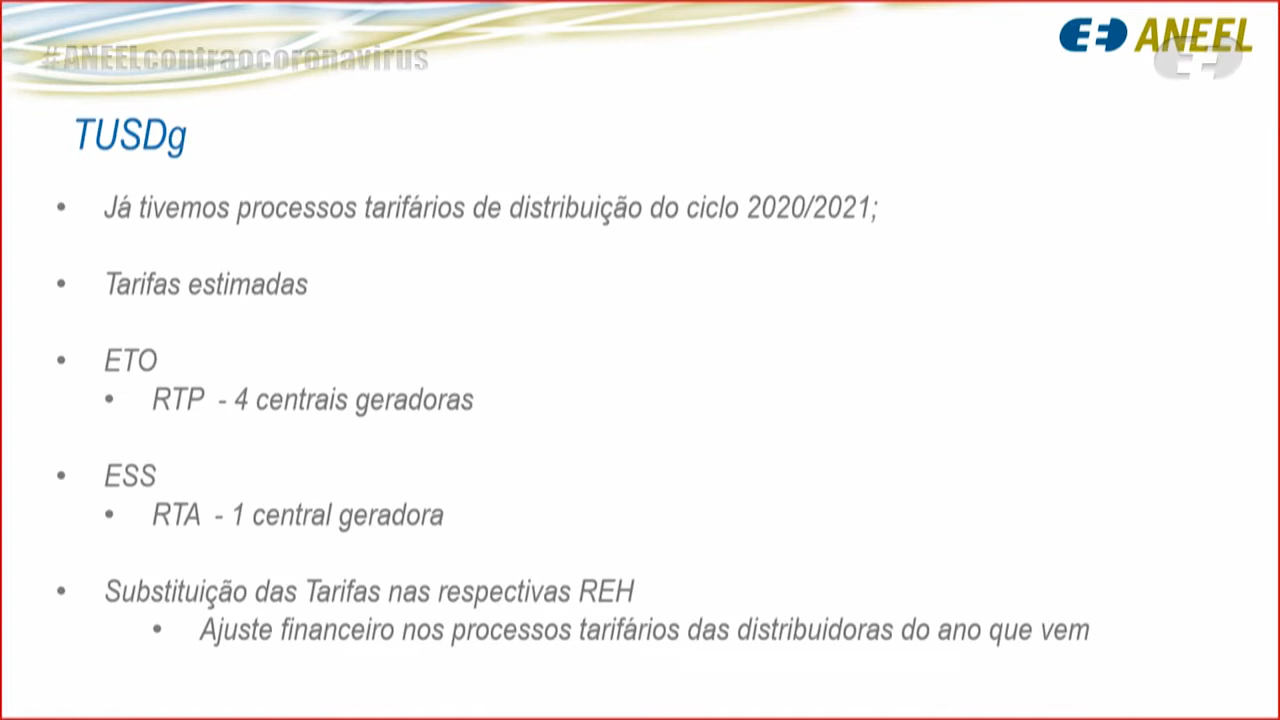 #ANEELcontraocoronavirus
ANEEL
TUSDg
• Já tivemos processos tarifários de distribuição do ciclo 2020/2021;
• Tarifas estimadas
• ETO
• RTP - 4 centrais geradoras
• ESS
• RTA - 1 central geradora
• Substituição das Tarifas nas respectivas REH
• Ajuste financeiro nos processos tarifários das distribuidoras do ano que vem